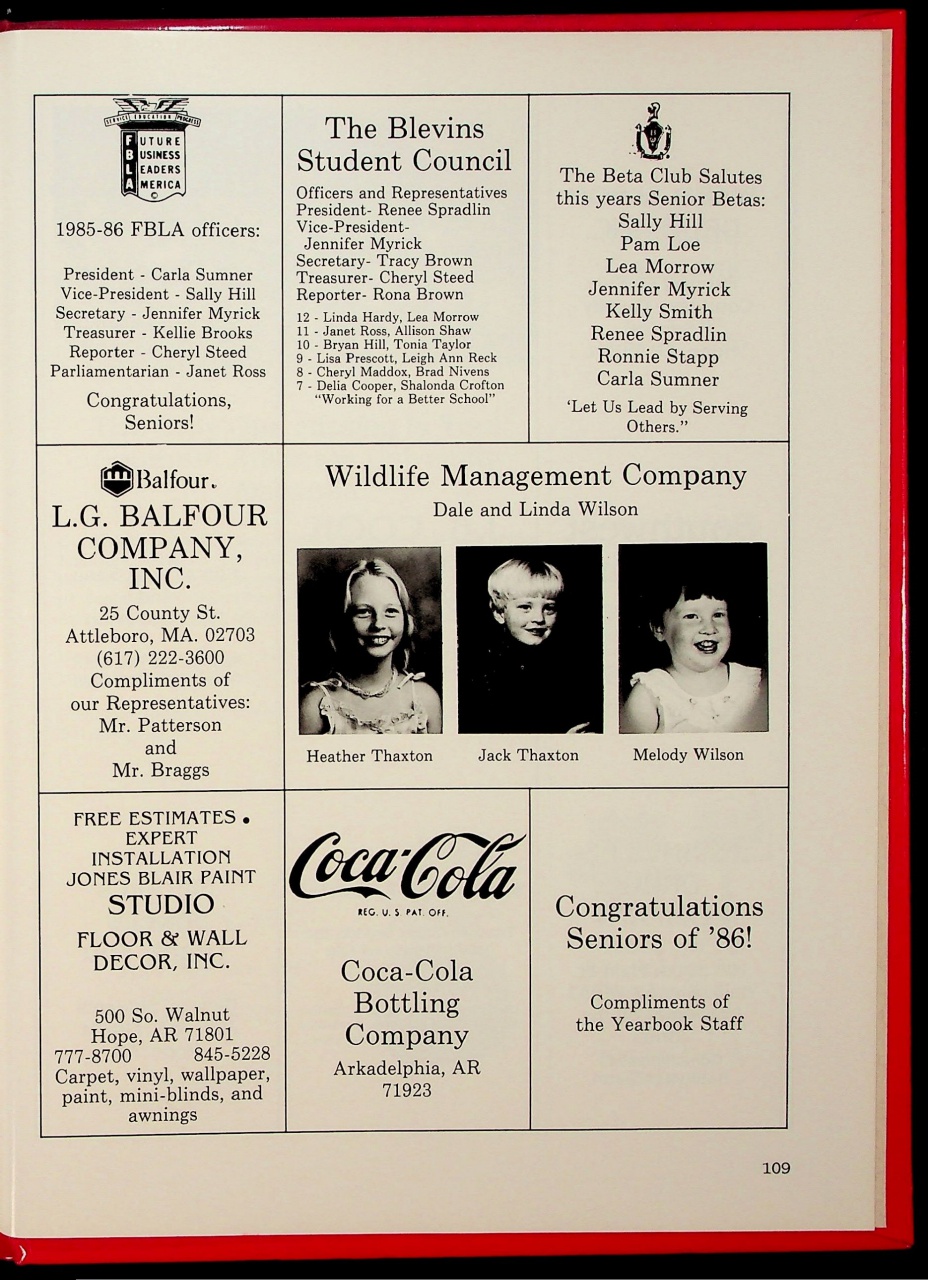 SERVICE EDUCATION PROGRESS
FUTURE
BUSINESS
LEADERS
AMERICA
©
1985-86 FBLA officers:
President - Carla Sumner
Vice-President - Sally Hill
Secretary - Jennifer Myrick
Treasurer - Kellie Brooks
Reporter - Cheryl Steed
Parliamentarian - Janet Ross
Congratulations,
Seniors!
The Blevins
Student Council
Officers and Representatives
President- Renee Spradlin
Vice-President-
Jennifer Myrick
Secretary- Tracy Brown
Treasurer- Cheryl Steed
Reporter- Rona Brown
12 - Linda Hardy, Lea Morrow
11 - Janet Ross, Allison Shaw
10 - Bryan Hill, Tonia Taylor
9 - Lisa Prescott, Leigh Ann Reck
8 - Cheryl Maddox, Brad Nivens
7 - Delia Cooper, Shalonda Crofton
"Working for a Better School"
The Beta Club Salutes
this years Senior Betas:
Sally Hill
Pam Loe
Lea Morrow
Jennifer Myrick
Kelly Smith
Renee Spradlin
Ronnie Stapp
Carla Sumner
'Let Us Lead by Serving
Others."
Balfour.
L.G. BALFOUR
COMPANY,
INC.
25 County St.
Attleboro, MA. 02703
(617) 222-3600
Compliments of
our Representatives:
Mr. Patterson
and
Mr. Braggs
Wildlife Management Company
Dale and Linda Wilson
Heather Thaxton
Jack Thaxton
Melody Wilson
FREE ESTIMATES •
EXPERT
INSTALLATION
JONES BLAIR PAINT
STUDIO
FLOOR & WALL
DECOR, INC.
500 So. Walnut
Hope, AR 71801
777-8700 845-5228
Carpet, vinyl, wallpaper,
paint, mini-blinds, and
awnings
Coca-Cola
REG. U. S. PAT. OFF.
Coca-Cola
Bottling
Company
Arkadelphia, AR
71923
Congratulations
Seniors of '86!
Compliments of
the Yearbook Staff
109